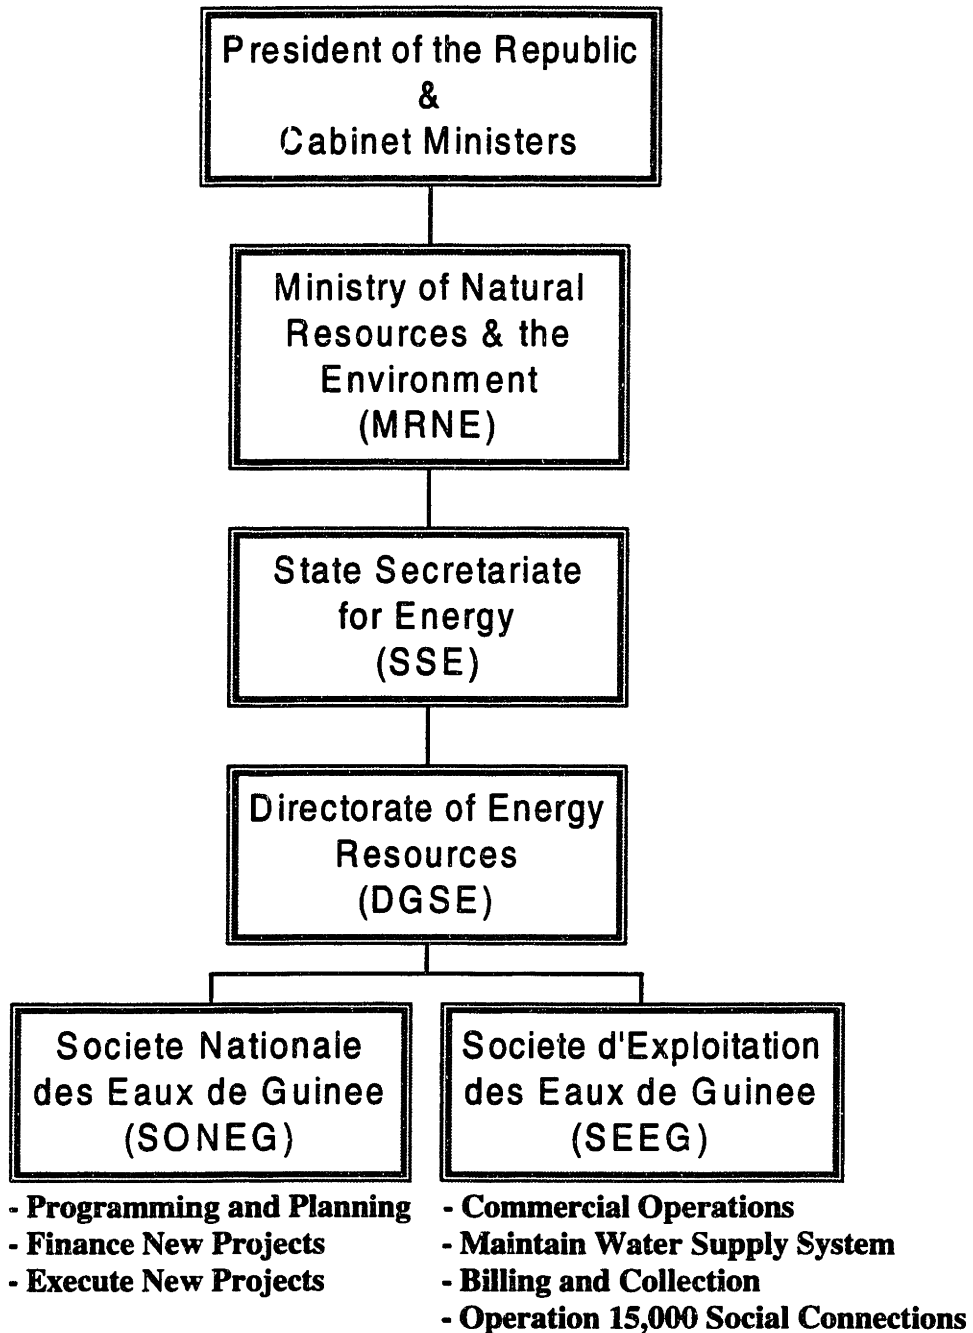 President of the Republic
&
Cabinet Ministers
Ministry of Natural
Resources & the
Environment
(MRNE)
State Secretariate
for Energy
(SSE)
Directorate of Energy
Resources
(DGSE)
Societe Nationale
des Eaux de Guinee
(SONEG)
Societe d'Exploitation
des Eaux de Guinee
(SEEG)
- Programming and Planning
- Finance New Projects
- Execute New Projects
- Commercial Operations
- Maintain Water Supply System
- Billing and Collection
- Operation 15,000 Social Connections